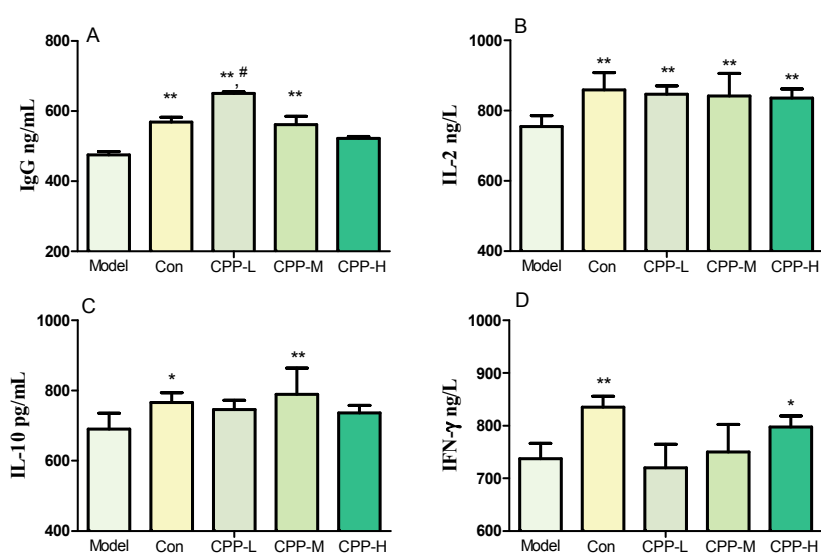 A
800
600
400
200
IgG ng/mL
**
**,#
**
Model Con CPP-L CPP-M CPP-H
B
1000
800
600
400
IL-2 ng/L
** ** ** **
Model Con CPP-L CPP-M CPP-H
C
1000
800
600
400
IL-10 pg/mL
*
**
Model Con CPP-L CPP-M CPP-H
D
1000
900
800
700
600
IFN-γ ng/L
**
*
Model Con CPP-L CPP-M CPP-H